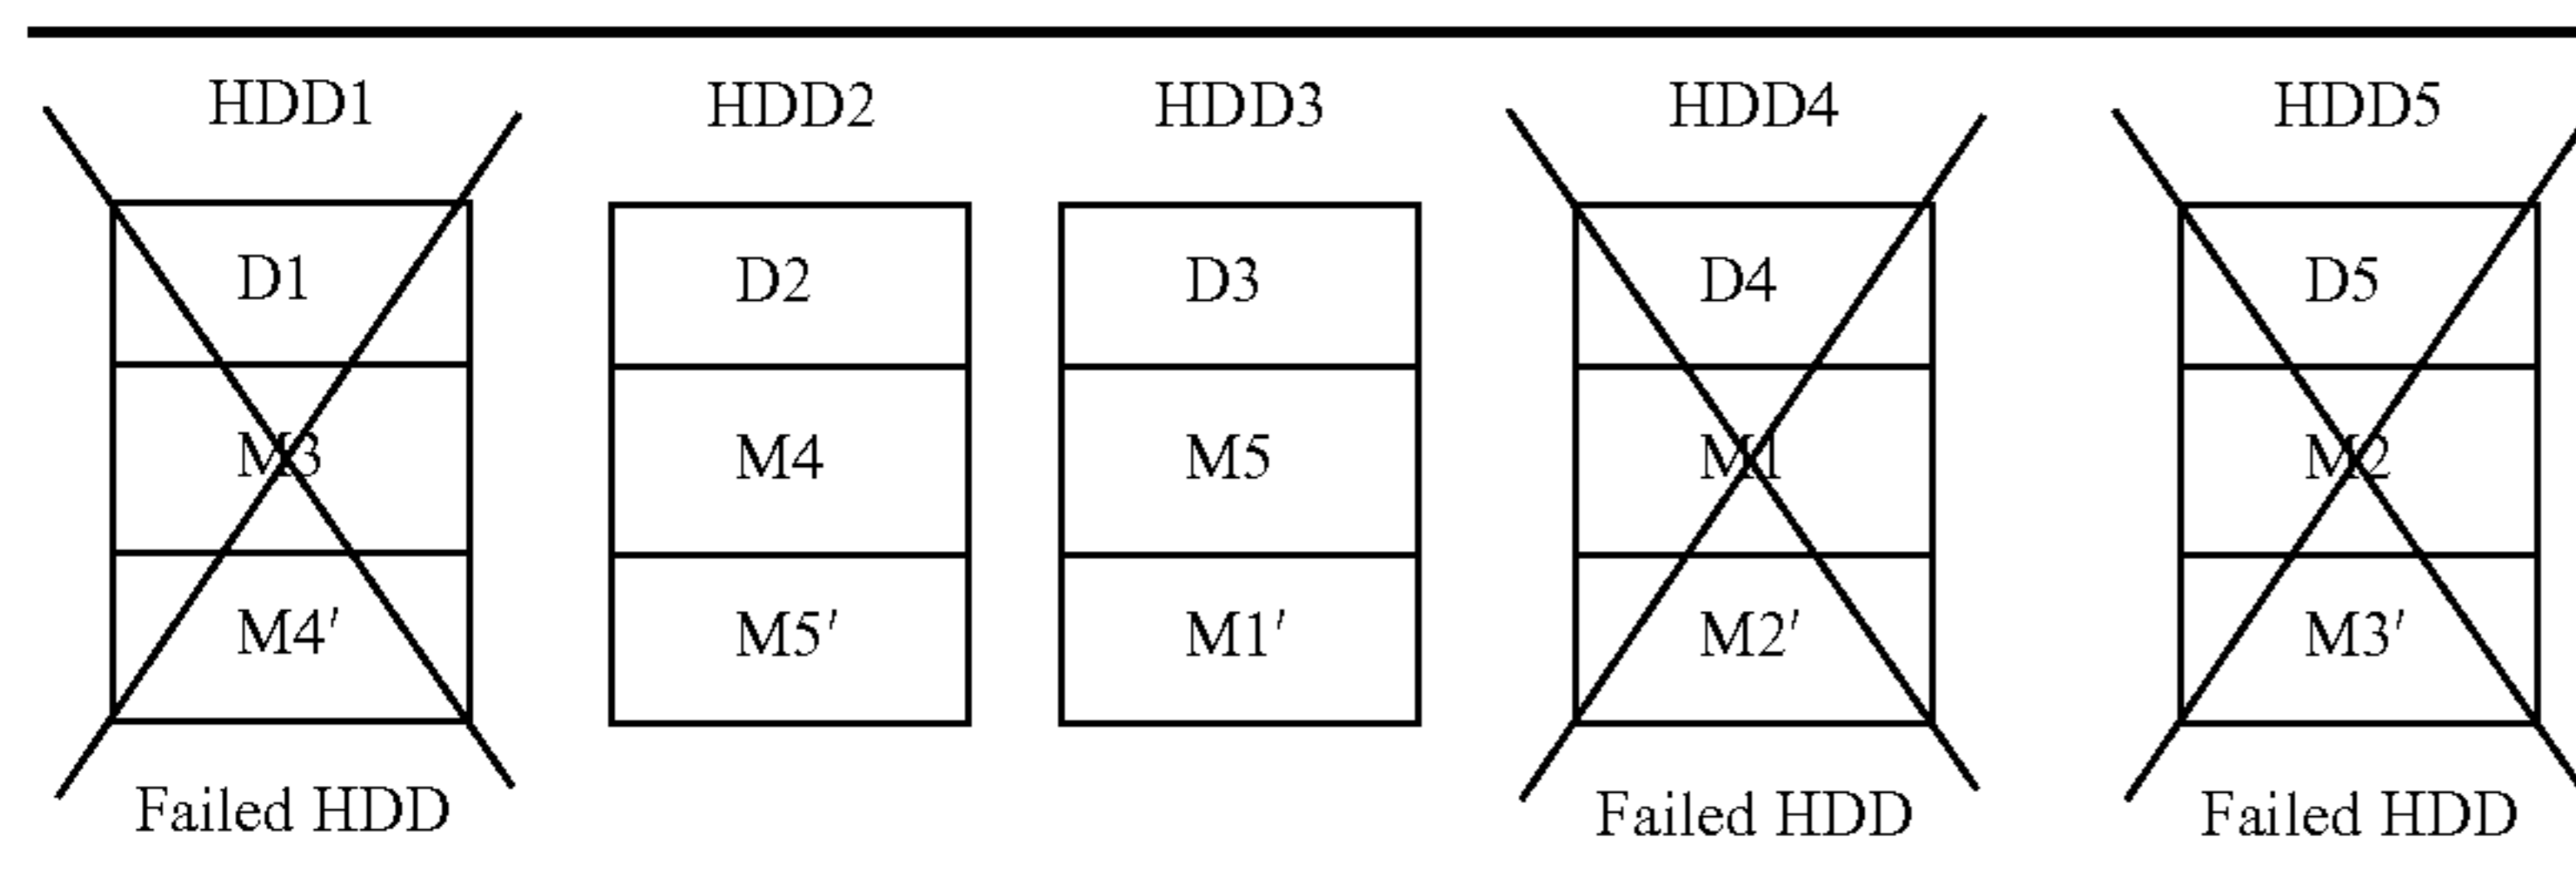 HDD1 HDD2 HDD3 HDD4 HDD5
D1 D2 D3 D4 D5
M3 M4 M5 M1 M2
M4' M5' M1' M2' M3'
Failed HDD Failed HDD Failed HDD